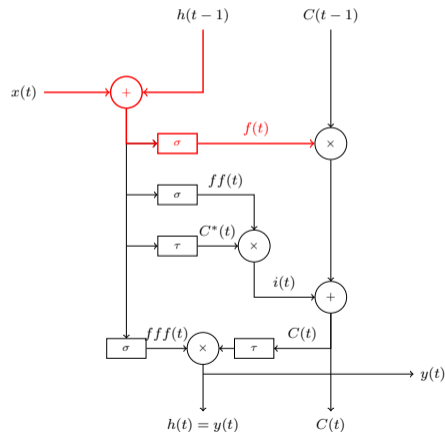 h(t−1) C(t−1)
x(t) +
f(t)
σ ×
ff(t)
σ
C*(t)
τ ×
i(t)
+
fff(t) C(t)
σ × τ
y(t)
h(t) = y(t) C(t)